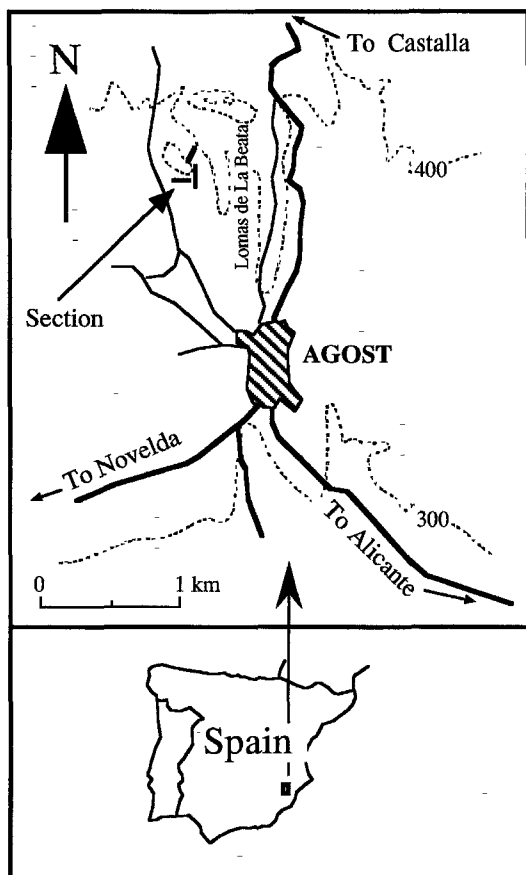 To Castalla
N
400
Lomas de La Beata
Section
AGOST
To Novelda
300
To Alicante
0 1 km
Spain